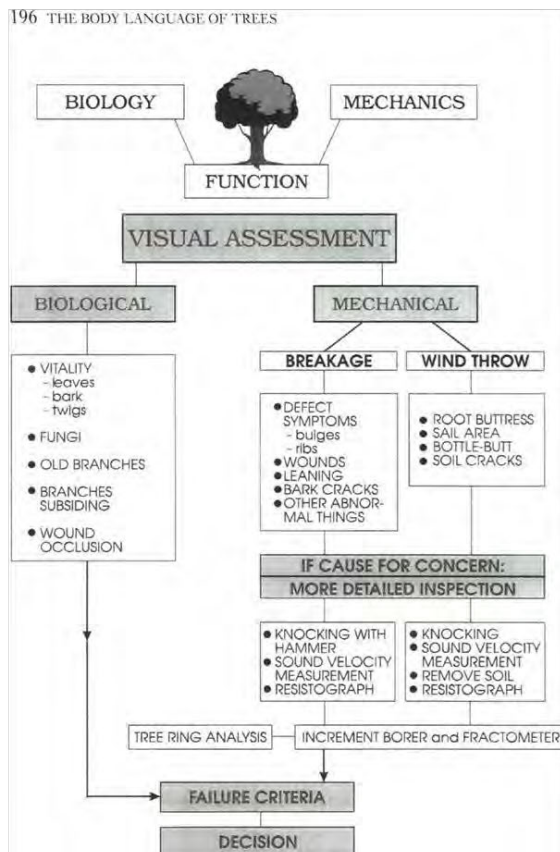 196 THE BODY LANGUAGE OF TREES
BIOLOGY
MECHANICS
FUNCTION
VISUAL ASSESSMENT
BIOLOGICAL
MECHANICAL
● VITALITY
- leaves
- bark
- twigs
● FUNGI
● OLD BRANCHES
● BRANCHES
SUBSIDING
● WOUND
OCCLUSION
BREAKAGE
● DEFECT
SYMPTOMS
- bulges
- ribs
● WOUNDS
● LEANING
● BARK CRACKS
● OTHER ABNOR-
MAL THINGS
WIND THROW
● ROOT BUTTRESS
● SAIL AREA
● BOTTLE-BUTT
● SOIL CRACKS
IF CAUSE FOR CONCERN:
MORE DETAILED INSPECTION
● KNOCKING WITH
HAMMER
● SOUND VELOCITY
MEASUREMENT
● RESISTOGRAPH
● KNOCKING
● SOUND VELOCITY
MEASUREMENT
● REMOVE SOIL
● RESISTOGRAPH
TREE RING ANALYSIS
INCREMENT BORER and FRACTOMETER
FAILURE CRITERIA
DECISION